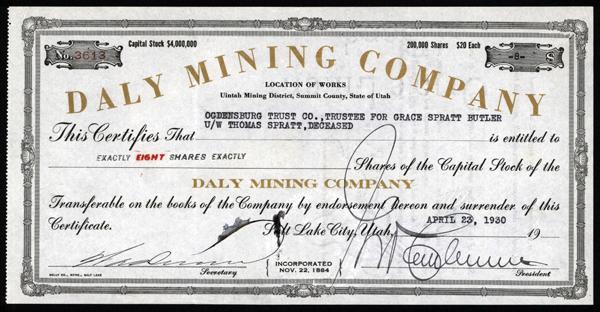 Capital Stock $4,000,000
200,000 Shares $20 Each
No. 3613
-8- S
DALY MINING COMPANY
LOCATION OF WORKS
Uintah Mining District, Summit County, State of Utah
OGDENSBURG TRUST CO., TRUSTEE FOR GRACE SPRATT BUTLER
U/W THOMAS SPRATT, DECEASED
This Certifies That
is entitled to
EXACTLY EIGHT SHARES EXACTLY
Shares of the Capital Stock of the
DALY MINING COMPANY
Transferable on the books of the Company by endorsement hereon and surrender of this
APRIL 23, 1930
Certificate.
Salt Lake City, Utah, 19
Secretary
INCORPORATED
NOV. 22, 1884
President